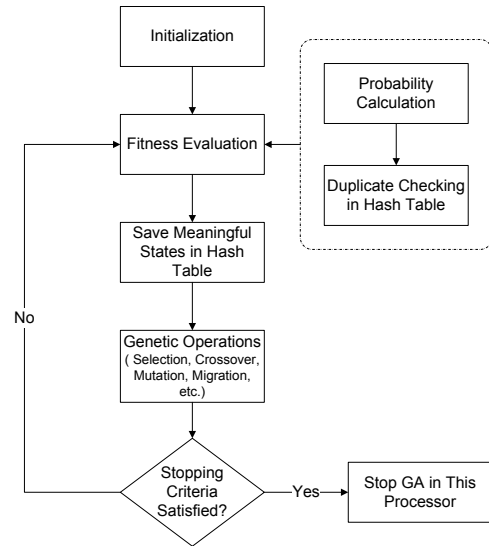 Initialization
Probability
Calculation
Fitness Evaluation
Duplicate Checking
in Hash Table
Save Meaningful
States in Hash
Table
No
Genetic Operations
( Selection, Crossover,
Mutation, Migration,
etc.)
Stopping
Criteria
Satisfied?
Yes
Stop GA in This
Processor